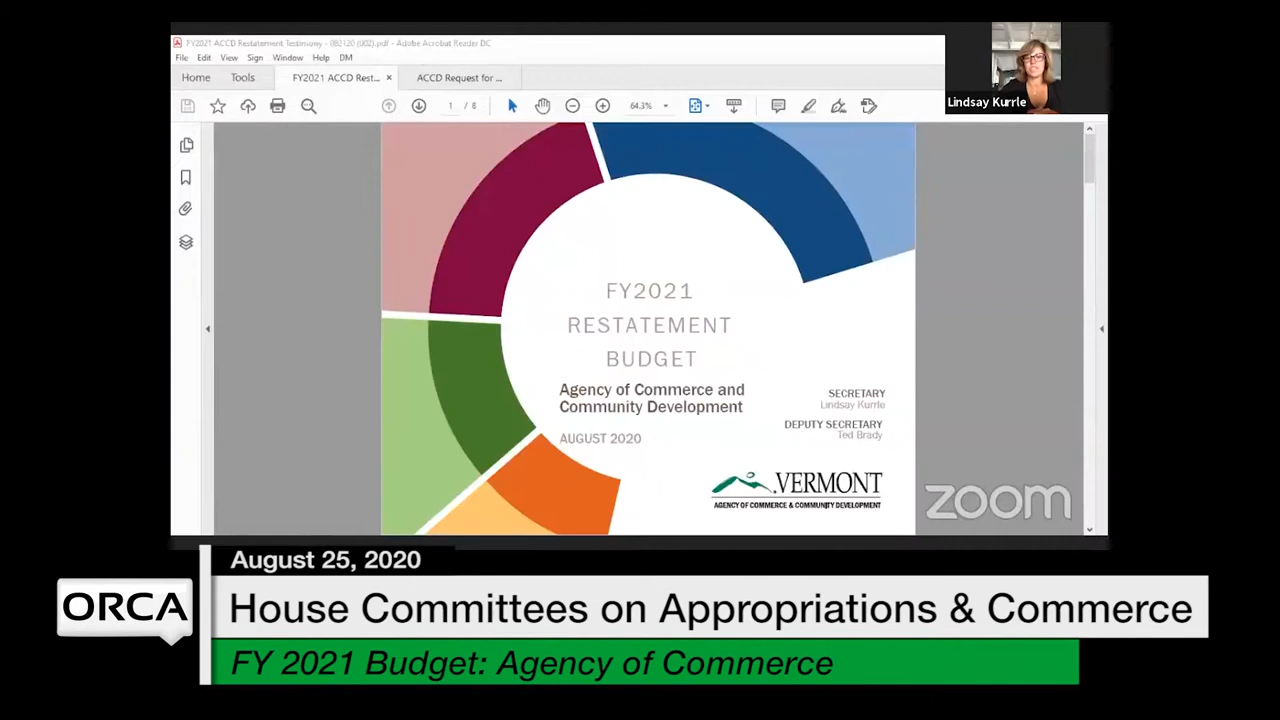 FY2021 ACCD Restatement Testimony - 082120 (002).pdf - Adobe Acrobat Reader DC
File Edit View Sign Window Help DM
Home Tools FY2021 ACCD Rest... × ACCD Request for ...
1 / 8 64.3%
Lindsay Kurrle
FY2021
RESTATEMENT
BUDGET
Agency of Commerce and
Community Development
AUGUST 2020
SECRETARY
Lindsay Kurrle
DEPUTY SECRETARY
Ted Brady
VERMONT
AGENCY OF COMMERCE & COMMUNITY DEVELOPMENT
zoom
August 25, 2020
ORCA
House Committees on Appropriations & Commerce
FY 2021 Budget: Agency of Commerce